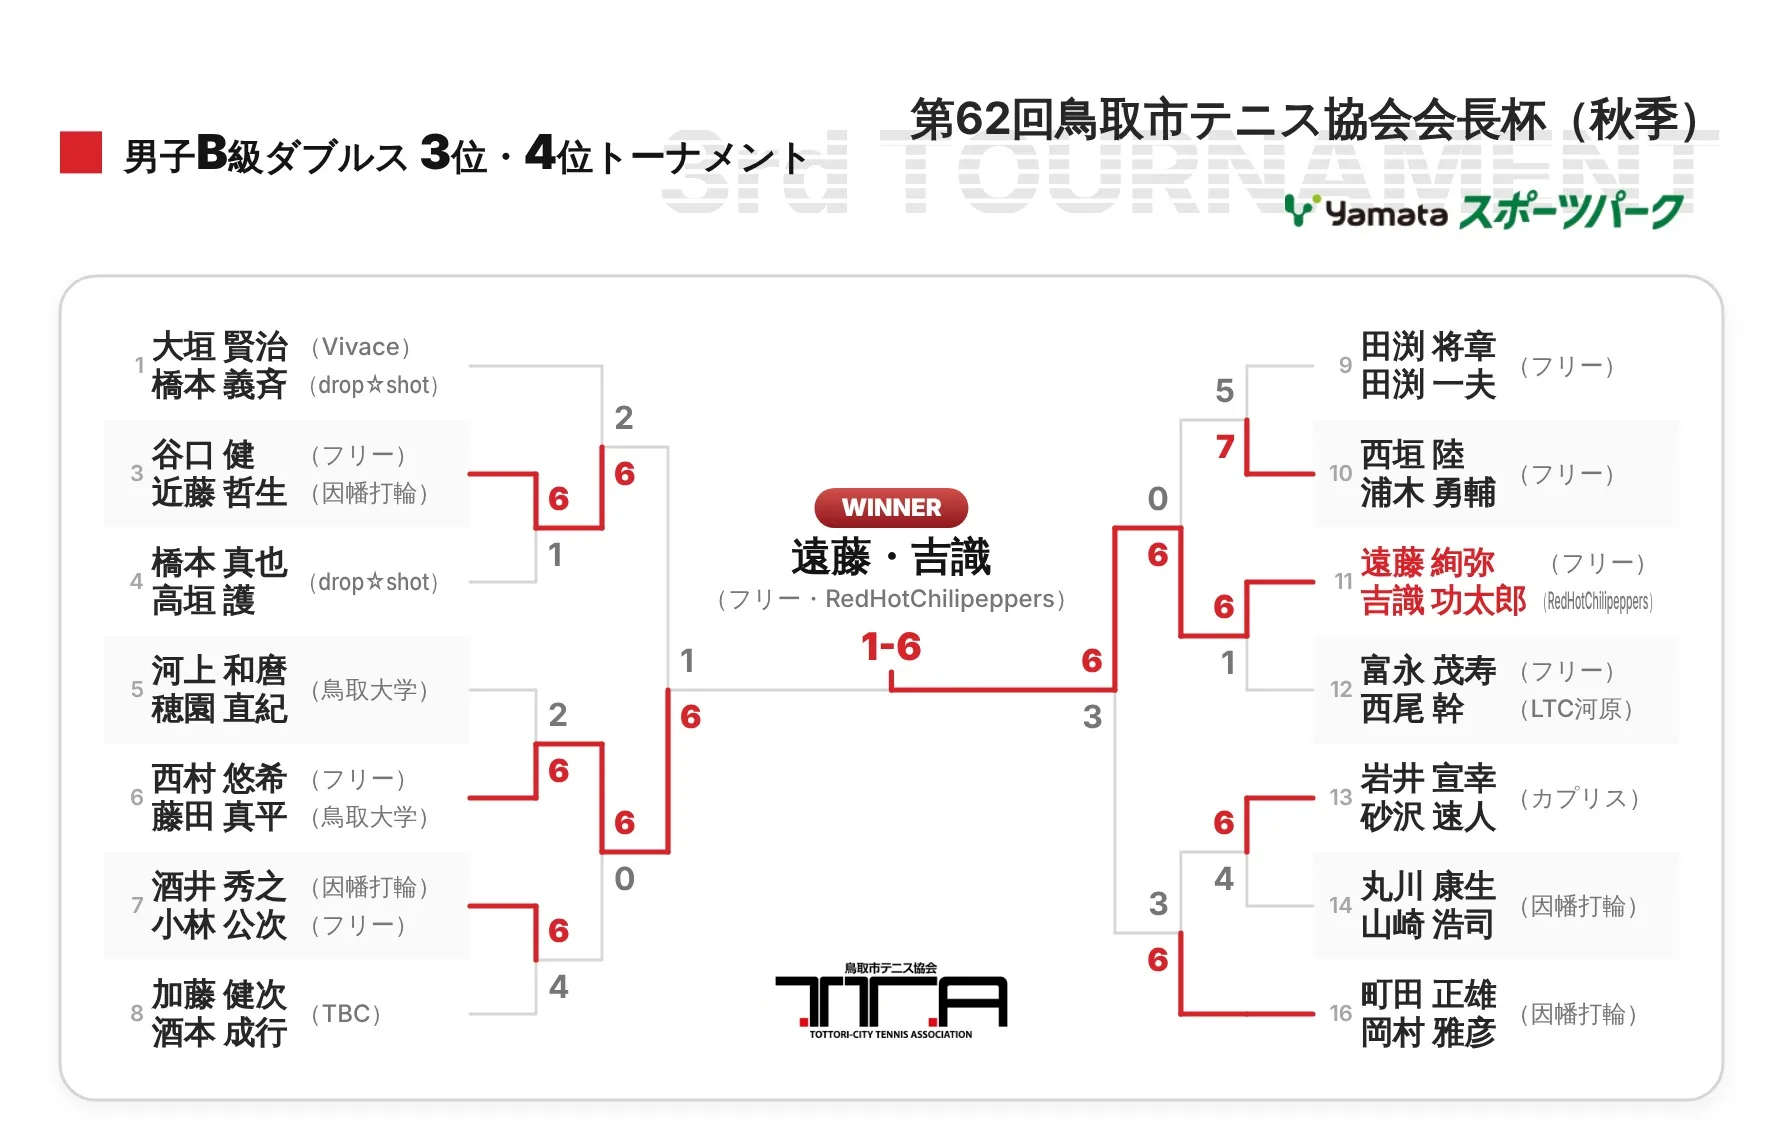 第62回鳥取市テニス協会会長杯（秋季）
男子B級ダブルス 3位・4位トーナメント
3rd TOURNAMENT
Yamata スポーツパーク
1 大垣 賢治 （Vivace）
橋本 義斉 （drop☆shot）
3 谷口 健 （フリー）
近藤 哲生 （因幡打輪）
4 橋本 真也 （drop☆shot）
高垣 護
5 河上 和麿 （鳥取大学）
穂園 直紀
6 西村 悠希 （フリー）
藤田 真平 （鳥取大学）
7 酒井 秀之 （因幡打輪）
小林 公次 （フリー）
8 加藤 健次 （TBC）
酒本 成行
2
6
6
1
2
6
6
0
6
4
1
6
WINNER
遠藤・吉識
（フリー・RedHotChilipeppers）
1-6
6
3
0
6
5
7
6
1
6
4
3
6
9 田渕 将章 （フリー）
田渕 一夫
10 西垣 陸 （フリー）
浦木 勇輔
11 遠藤 絢弥 （フリー）
吉識 功太郎 （RedHotChilipeppers）
12 富永 茂寿 （フリー）
西尾 幹 （LTC河原）
13 岩井 宣幸 （カプリス）
砂沢 速人
14 丸川 康生 （因幡打輪）
山崎 浩司
16 町田 正雄 （因幡打輪）
岡村 雅彦
鳥取市テニス協会
TTA
TOTTORI-CITY TENNIS ASSOCIATION